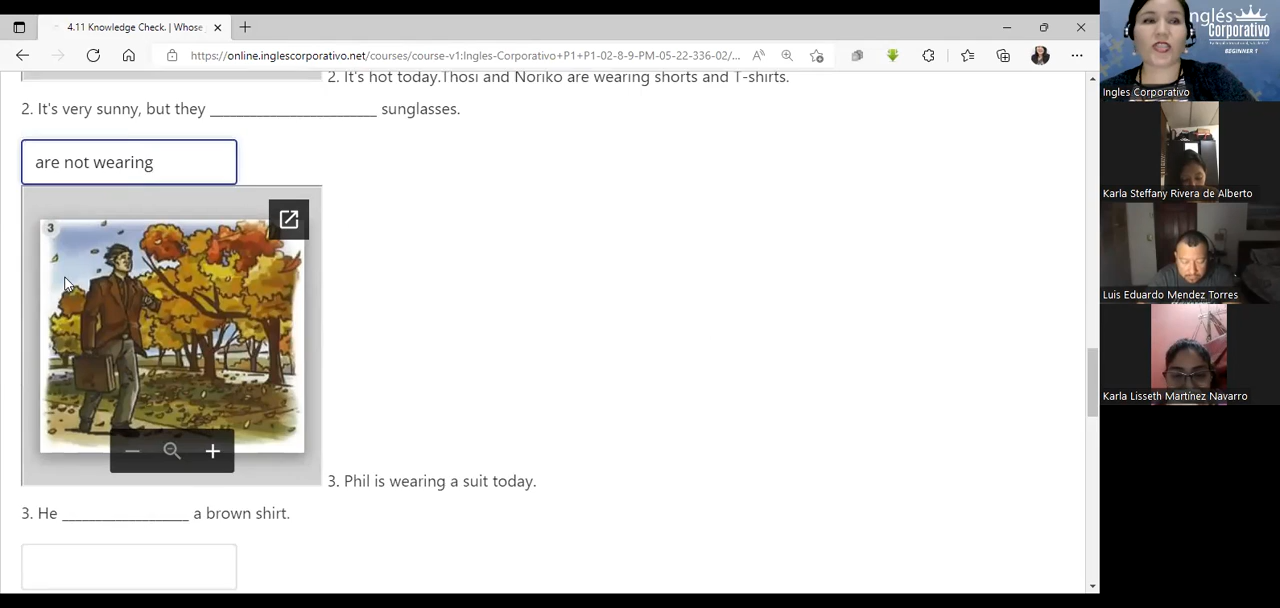 4.11 Knowledge Check. | Whose
https://online.inglescorporativo.net/courses/course-v1:Ingles-Corporativo+P1+P1-02-8-9-PM-05-22-336-02/...
2. It's hot today.Thosi and Noriko are wearing shorts and T-shirts.
2. It's very sunny, but they ______________________ sunglasses.
are not wearing
3
3. Phil is wearing a suit today.
3. He _________________ a brown shirt.
Inglés
Corporativo
BEGINNER 1
Ingles Corporativo
Karla Steffany Rivera de Alberto
Luis Eduardo Mendez Torres
Karla Lisseth Martínez Navarro